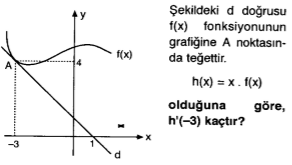 y
f(x)
A
4
-3
1
x
d
Şekildeki d doğrusu
f(x) fonksiyonunun
grafiğine A noktasın-
da teğettir.
h(x) = x . f(x)
olduğuna göre,
h'(-3) kaçtır?